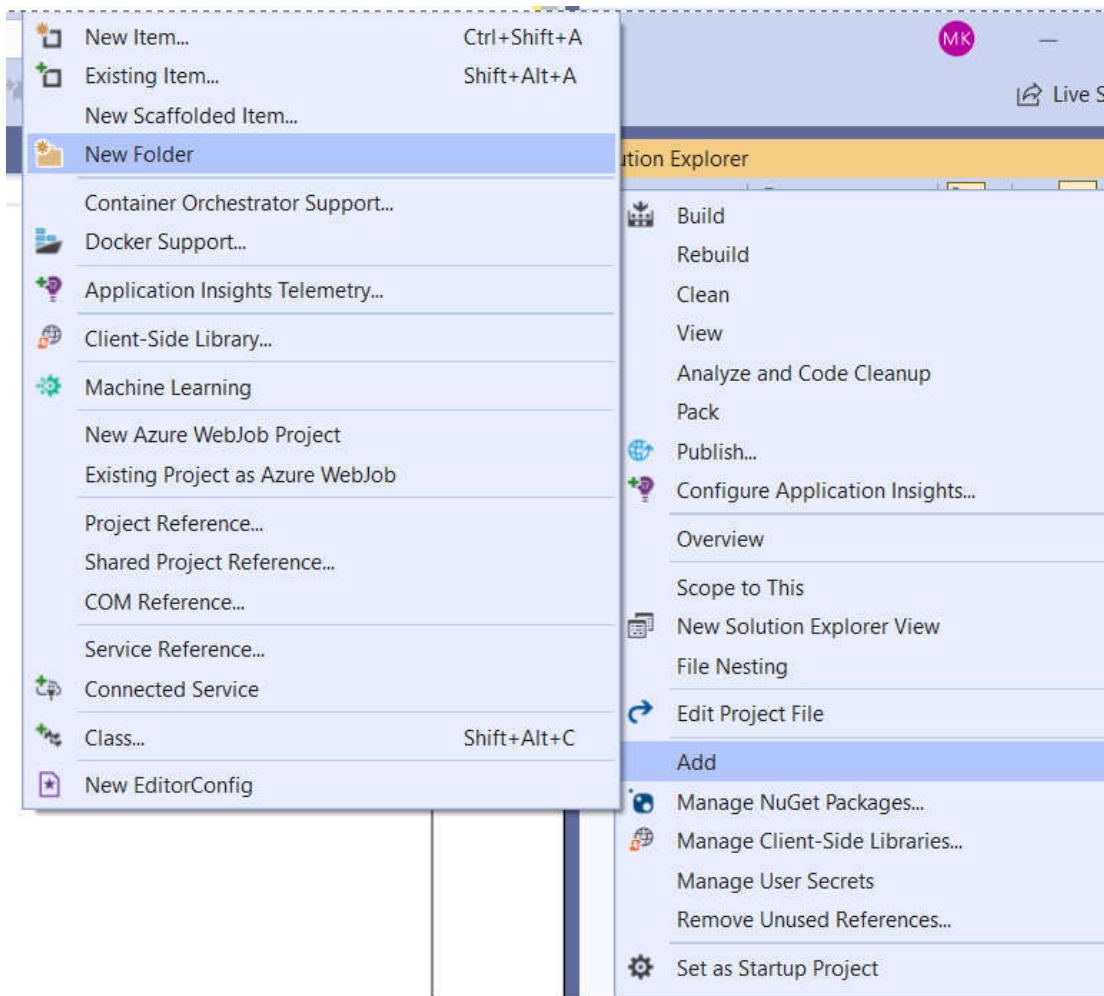 New Item... Ctrl+Shift+A
Existing Item... Shift+Alt+A
New Scaffolded Item...
New Folder
Container Orchestrator Support...
Docker Support...
Application Insights Telemetry...
Client-Side Library...
Machine Learning
New Azure WebJob Project
Existing Project as Azure WebJob
Project Reference...
Shared Project Reference...
COM Reference...
Service Reference...
Connected Service
Class... Shift+Alt+C
New EditorConfig
MK
Live S
ution Explorer
Build
Rebuild
Clean
View
Analyze and Code Cleanup
Pack
Publish...
Configure Application Insights...
Overview
Scope to This
New Solution Explorer View
File Nesting
Edit Project File
Add
Manage NuGet Packages...
Manage Client-Side Libraries...
Manage User Secrets
Remove Unused References...
Set as Startup Project